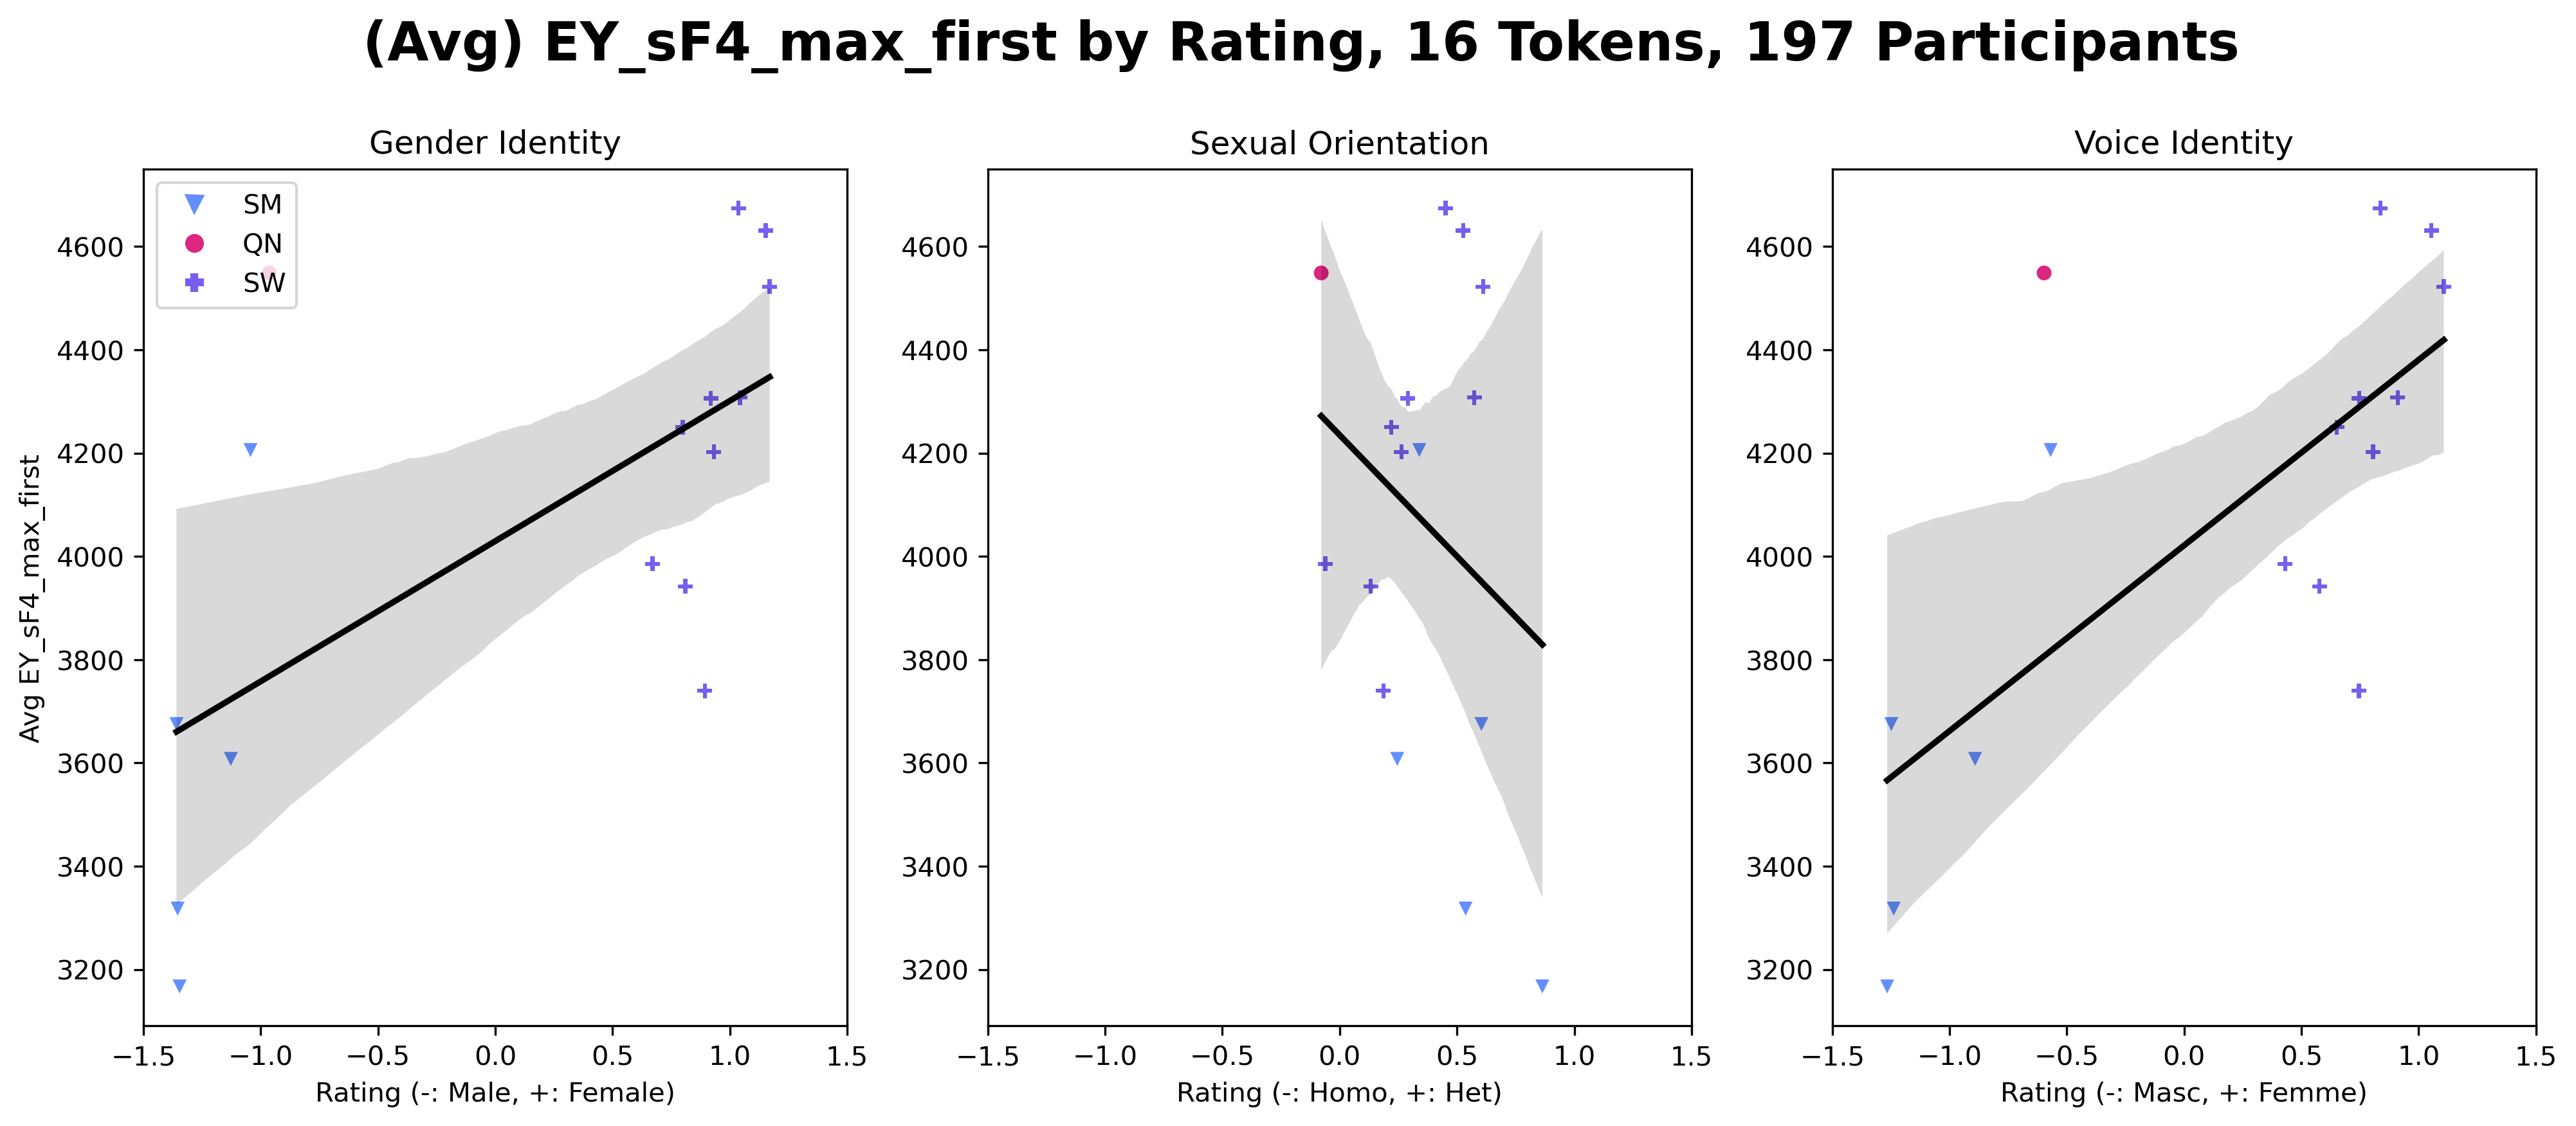 (Avg) EY_sF4_max_first by Rating, 16 Tokens, 197 Participants
Gender Identity
SM
QN
SW
4600
4400
4200
4000
3800
3600
3400
3200
Avg EY_sF4_max_first
−1.5 −1.0 −0.5 0.0 0.5 1.0 1.5
Rating (-: Male, +: Female)
Sexual Orientation
4600
4400
4200
4000
3800
3600
3400
3200
−1.5 −1.0 −0.5 0.0 0.5 1.0 1.5
Rating (-: Homo, +: Het)
Voice Identity
4600
4400
4200
4000
3800
3600
3400
3200
−1.5 −1.0 −0.5 0.0 0.5 1.0 1.5
Rating (-: Masc, +: Femme)